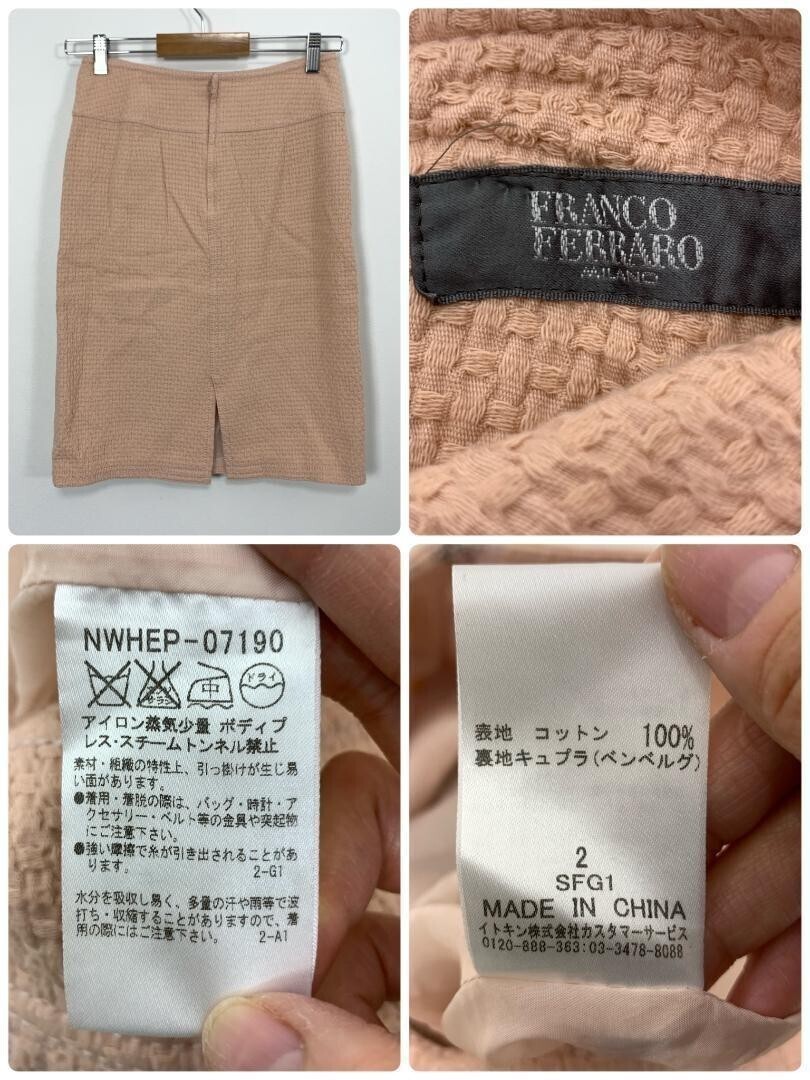 FRANCO
FERRARO
MILANO
NWHEP-07190
エンソ
サラシ
中
ドライ
アイロン蒸気少量 ボディプ
レス・スチームトンネル禁止
素材・組織の特性上、引っ掛けが生じ易
い面があります。
●着用・着脱の際は、バッグ・時計・ア
クセサリー・ベルト等の金具や突起物
にご注意下さい。
●強い摩擦で糸が引き出されることがあ
ります。 2-G1
水分を吸収し易く、多量の汗や雨等で波
打ち・収縮することがありますので、着
用の際にはご注意下さい。 2-A1
表地 コットン 100%
裏地キュプラ(ベンベルグ)
2
SFG1
MADE IN CHINA
イトキン株式会社カスタマーサービス
0120-888-363:03-3478-8088